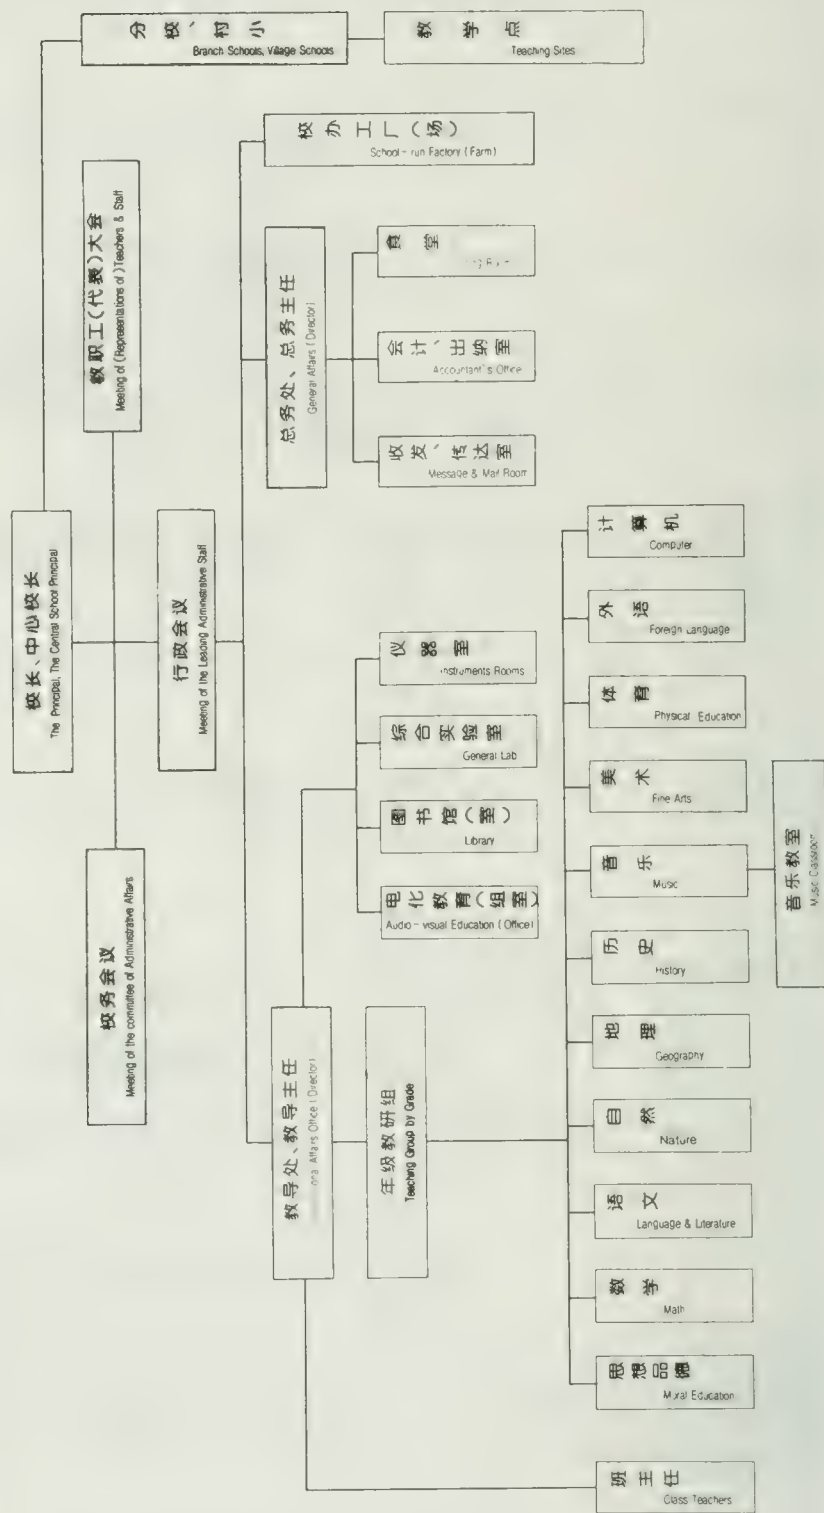 校长、中心校长
The Principal, The Central School Principal
分校、村小
Branch Schools, Village Schools
教学点
Teaching Sites
校务会议
Meeting of the committee of Administrative Affairs
教职工(代表)大会
Meeting of (Representations of) Teachers & Staff
行政会议
Meeting of the Leading Administrative Staff
教导处、教导主任
Affairs Office (Director)
总务处、总务主任
General Affairs (Director)
校办工厂(场)
School-run Factory (Farm)
年级教研组
Teaching Group by Grade
电化教育(组室)
Audio-visual Education (Office)
图书馆(室)
Library
综合实验室
General Lab
仪器室
Instruments Rooms
收发、传达室
Message & Mail Room
会计、出纳室
Accountant's Office
食堂
班主任
Class Teachers
思想品德
Moral Education
数学
Math
语文
Language & Literature
自然
Nature
地理
Geography
历史
History
音乐
Music
美术
Fine Arts
体育
Physical Education
外语
Foreign Language
计算机
Computer
音乐教室
Music Classroom